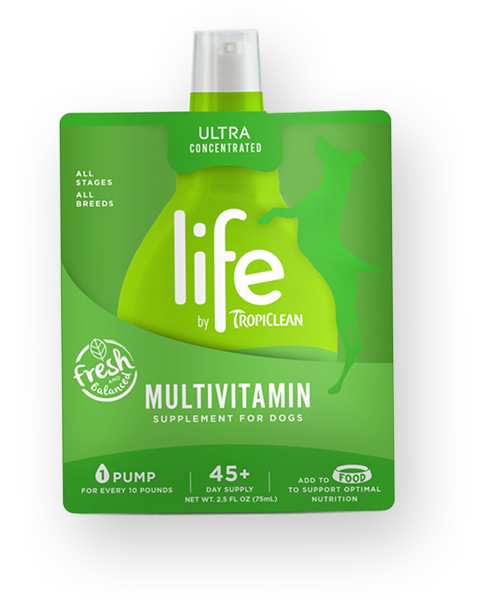 ULTRA
CONCENTRATED
ALL
STAGES
ALL
BREEDS
life
by TROPICLEAN
fresh
AND
balanced
MULTIVITAMIN
SUPPLEMENT FOR DOGS
1 PUMP
FOR EVERY 10 POUNDS
45+
DAY SUPPLY
NET WT. 2.5 FL OZ (75mL)
ADD TO FOOD
TO SUPPORT OPTIMAL
NUTRITION